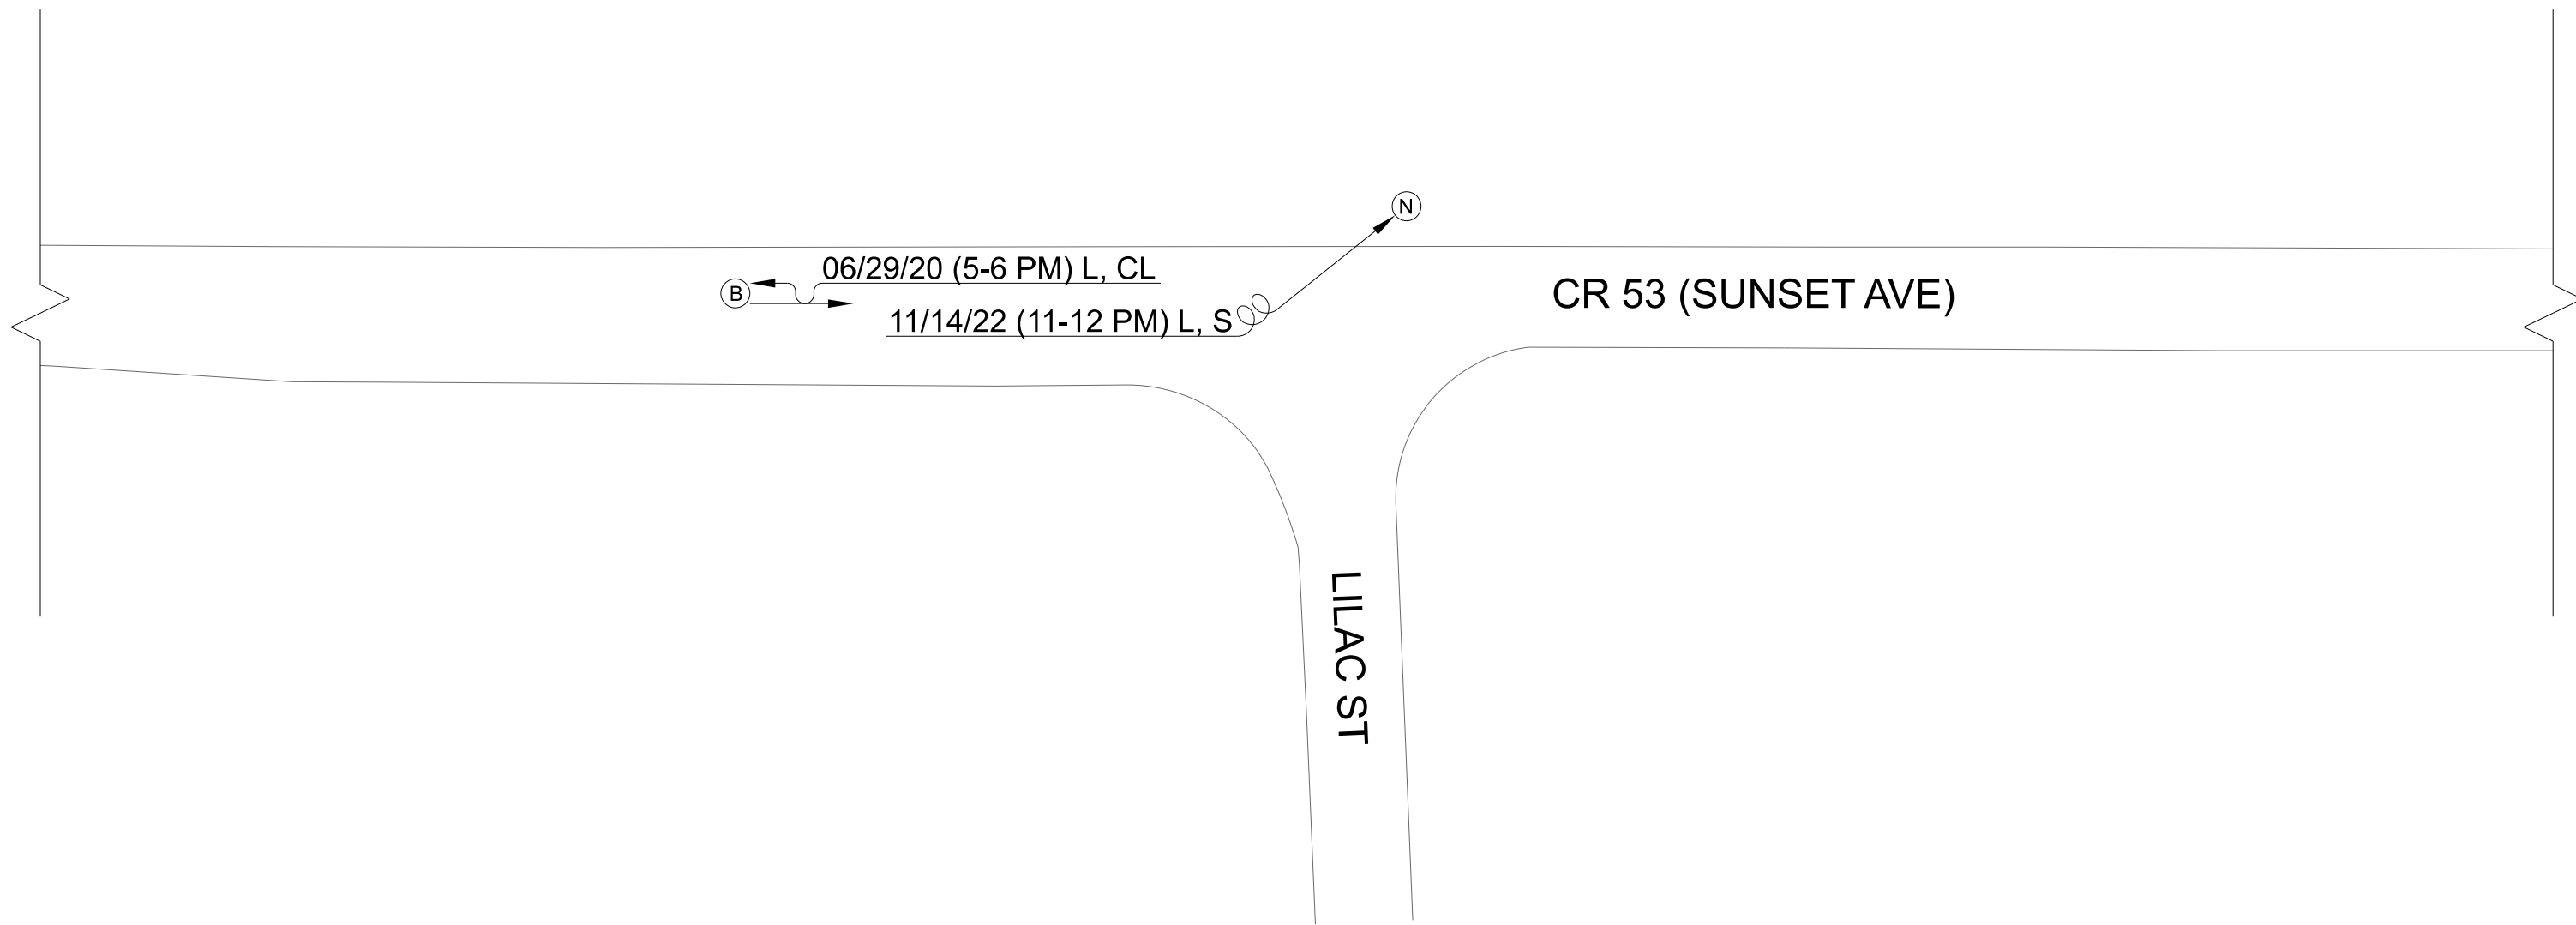 N
06/29/20 (5-6 PM) L, CL
B
CR 53 (SUNSET AVE)
11/14/22 (11-12 PM) L, S
LILAC ST